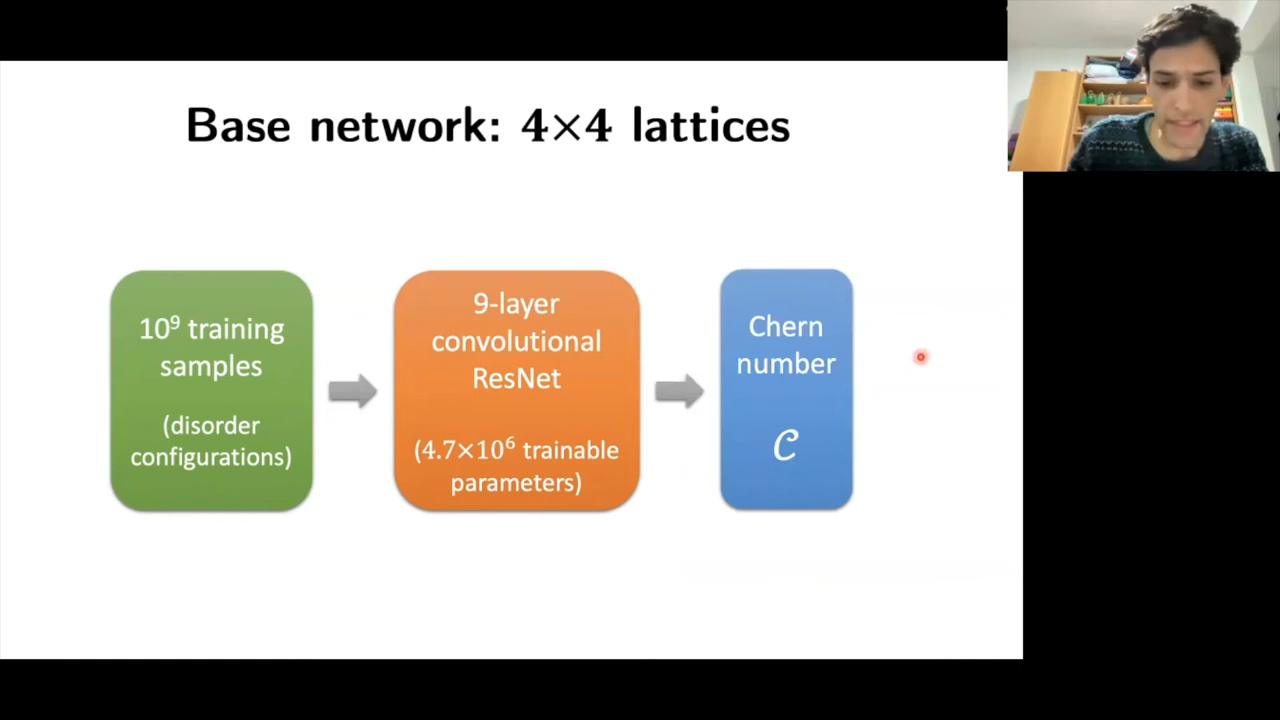 Base network: 4×4 lattices
10⁹ training
samples
(disorder
configurations)
9-layer
convolutional
ResNet
(4.7×10⁶ trainable
parameters)
Chern
number
𝒞